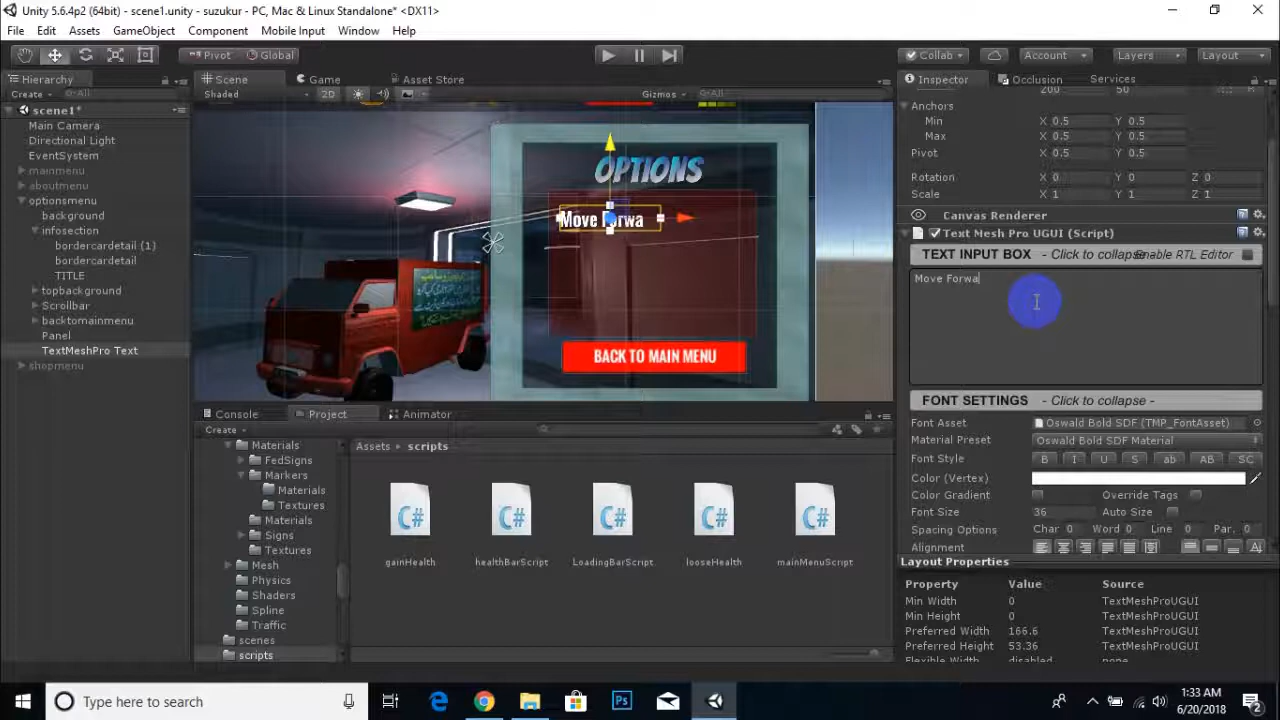 Unity 5.6.4p2 (64bit) - scene1.unity - suzukur - PC, Mac & Linux Standalone* <DX11>
File Edit Assets GameObject Component Mobile Input Window Help
Pivot Global Collab Account Layers Layout
Hierarchy
Create All
scene1*
Main Camera
Directional Light
EventSystem
mainmenu
aboutmenu
optionsmenu
background
infosection
bordercardetail (1)
bordercardetail
TITLE
topbackground
Scrollbar
backtomainmenu
Panel
TextMeshPro Text
shopmenu
Scene Game Asset Store
Shaded 2D Gizmos All
OPTIONS
Move Forwa
BACK TO MAIN MENU
Console Project Animator
Create
Materials
FedSigns
Markers
Materials
Textures
Materials
Signs
Textures
Mesh
Physics
Shaders
Spline
Traffic
scenes
scripts
Assets scripts
C# C# C# C# C#
gainHealth healthBarScript LoadingBarScript looseHealth mainMenuScript
Inspector Occlusion Services
200 50 R
Anchors
Min X 0.5 Y 0.5
Max X 0.5 Y 0.5
Pivot X 0.5 Y 0.5
Rotation X 0 Y 0 Z 0
Scale X 1 Y 1 Z 1
Canvas Renderer
Text Mesh Pro UGUI (Script)
TEXT INPUT BOX - Click to collapse Enable RTL Editor
Move Forwa
FONT SETTINGS - Click to collapse -
Font Asset Oswald Bold SDF (TMP_FontAsset)
Material Preset Oswald Bold SDF Material
Font Style B I U S ab AB SC
Color (Vertex)
Color Gradient Override Tags
Font Size 36 Auto Size
Spacing Options Char 0 Word 0 Line 0 Par. 0
Alignment
Layout Properties
Property Value Source
Min Width 0 TextMeshProUGUI
Min Height 0 TextMeshProUGUI
Preferred Width 166.6 TextMeshProUGUI
Preferred Height 53.36 TextMeshProUGUI
Flexible Width disabled none
Type here to search
1:33 AM
6/20/2018
2